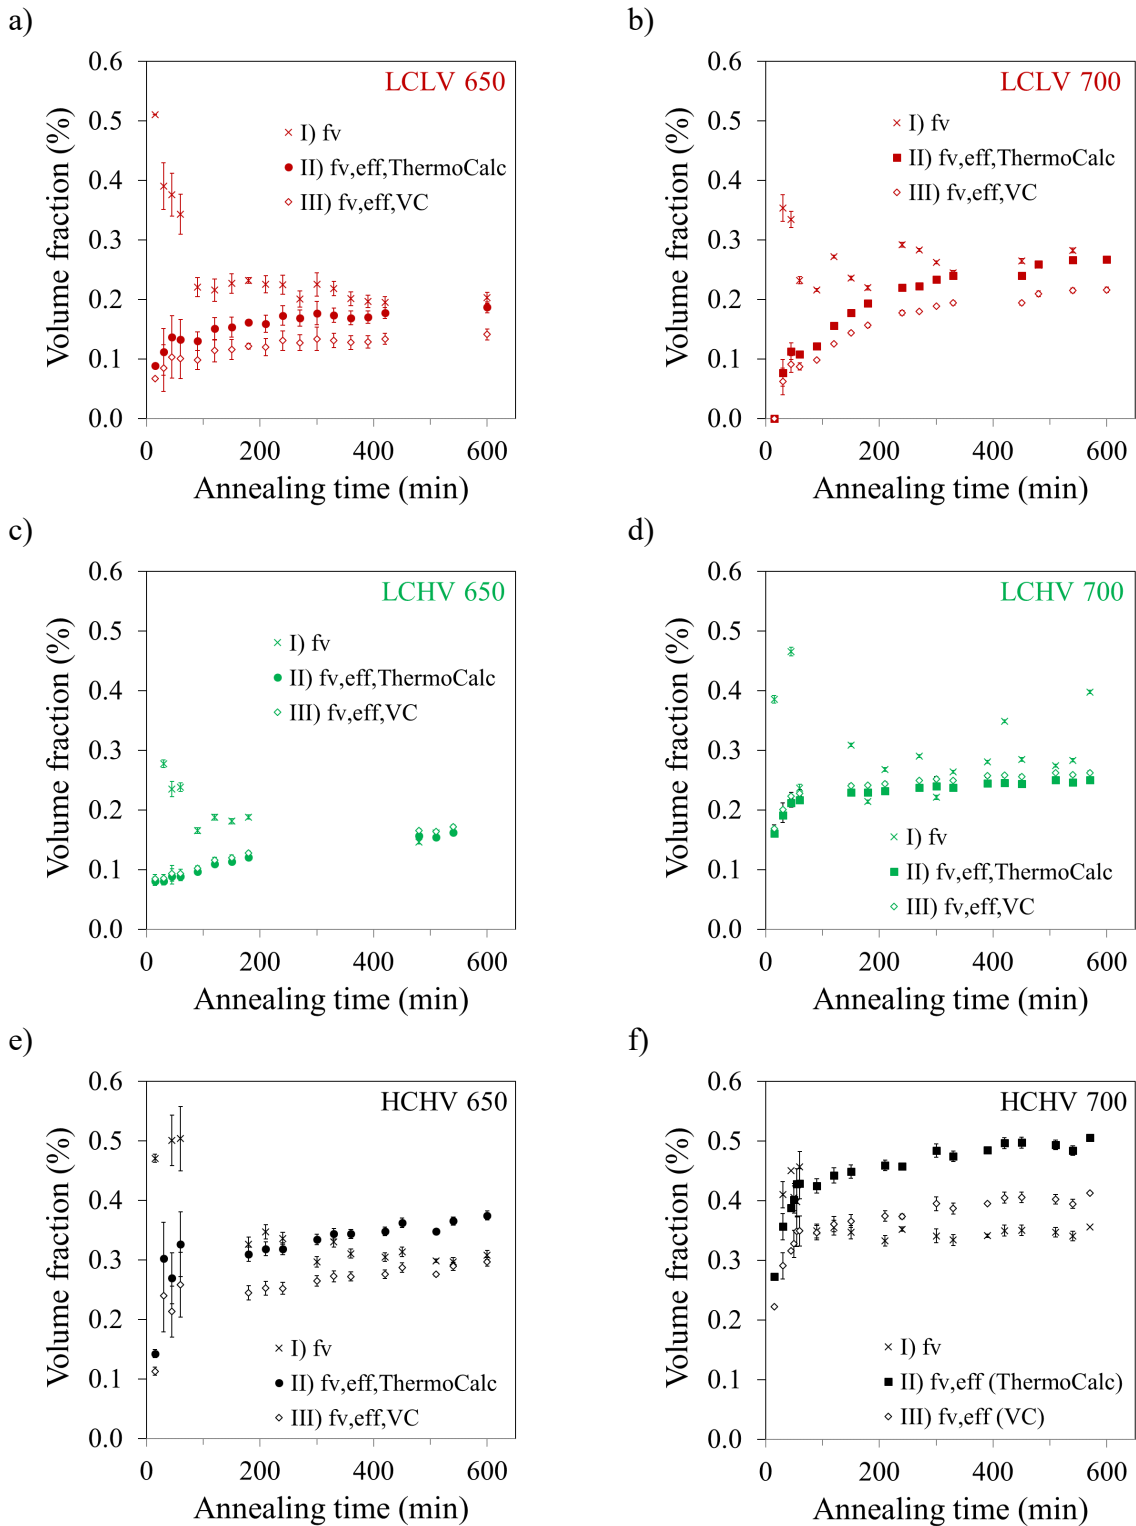 a)
0.6
0.5
0.4
0.3
0.2
0.1
0.0
Volume fraction (%)
LCLV 650
I) fv
II) fv,eff,ThermoCalc
III) fv,eff,VC
0 200 400 600
Annealing time (min)
b)
0.6
0.5
0.4
0.3
0.2
0.1
0.0
Volume fraction (%)
LCLV 700
I) fv
II) fv,eff,ThermoCalc
III) fv,eff,VC
0 200 400 600
Annealing time (min)
c)
0.6
0.5
0.4
0.3
0.2
0.1
0.0
Volume fraction (%)
LCHV 650
I) fv
II) fv,eff,ThermoCalc
III) fv,eff,VC
0 200 400 600
Annealing time (min)
d)
0.6
0.5
0.4
0.3
0.2
0.1
0.0
Volume fraction (%)
LCHV 700
I) fv
II) fv,eff,ThermoCalc
III) fv,eff,VC
0 200 400 600
Annealing time (min)
e)
0.6
0.5
0.4
0.3
0.2
0.1
0.0
Volume fraction (%)
HCHV 650
I) fv
II) fv,eff,ThermoCalc
III) fv,eff,VC
0 200 400 600
Annealing time (min)
f)
0.6
0.5
0.4
0.3
0.2
0.1
0.0
Volume fraction (%)
HCHV 700
I) fv
II) fv,eff (ThermoCalc)
III) fv,eff (VC)
0 200 400 600
Annealing time (min)